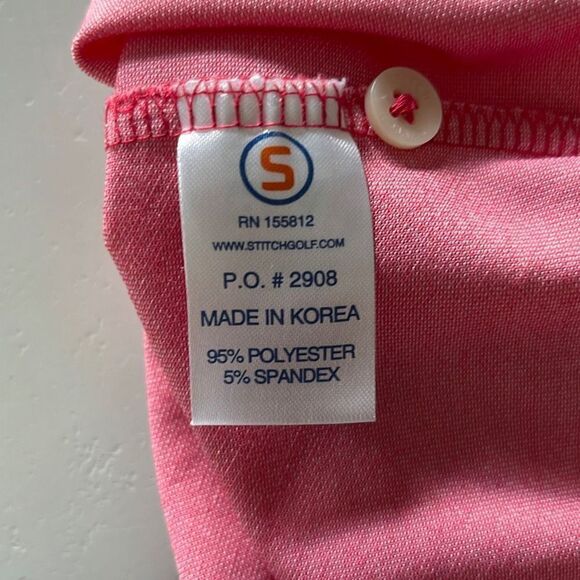 S
RN 155812
WWW.STITCHGOLF.COM
P.O. # 2908
MADE IN KOREA
95% POLYESTER
5% SPANDEX